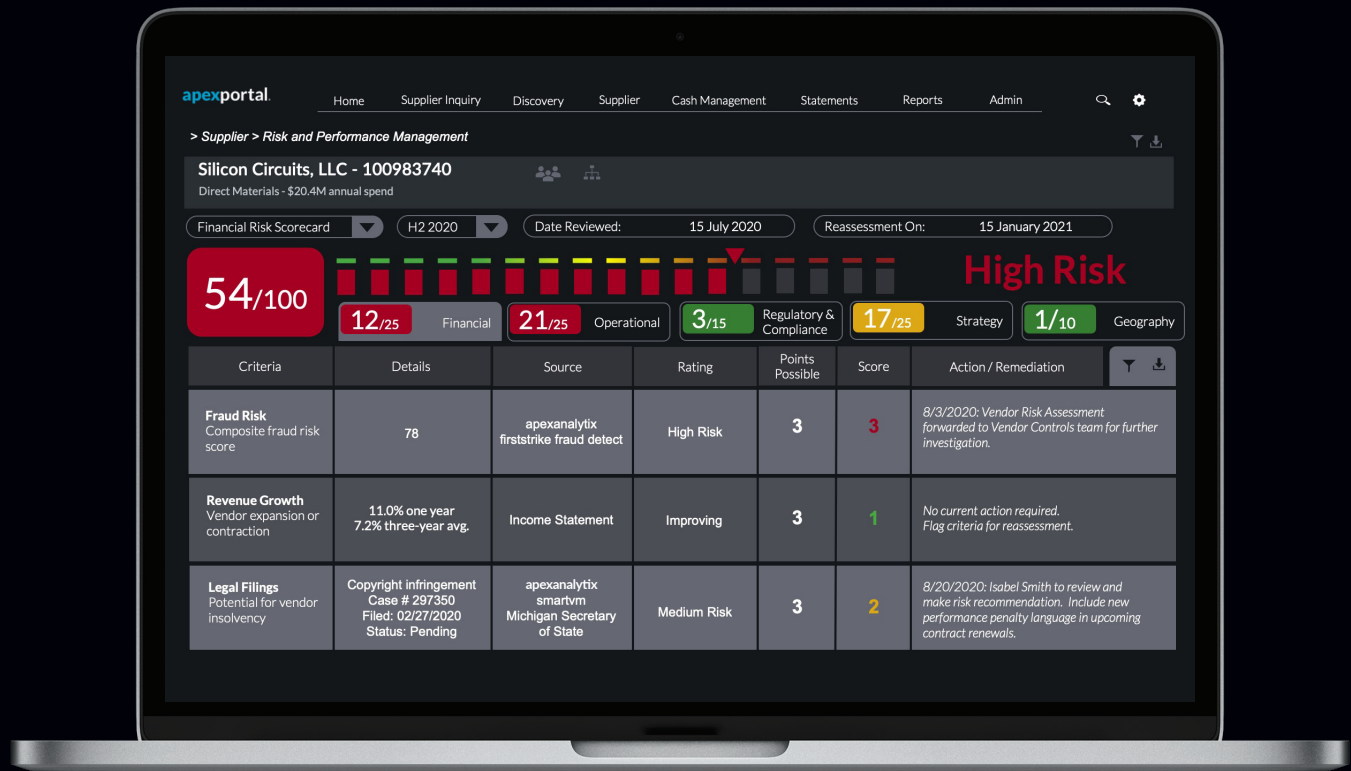 apexportal.
Home Supplier Inquiry Discovery Supplier Cash Management Statements Reports Admin
> Supplier > Risk and Performance Management
Silicon Circuits, LLC - 100983740
Direct Materials - $20.4M annual spend
Financial Risk Scorecard H2 2020 Date Reviewed: 15 July 2020 Reassessment On: 15 January 2021
54/100
High Risk
12/25 Financial 21/25 Operational 3/15 Regulatory &
Compliance 17/25 Strategy 1/10 Geography
Criteria Details Source Rating Points
Possible Score Action / Remediation
Fraud Risk
Composite fraud risk
score
78
apexanalytix
firststrike fraud detect
High Risk
3
3
8/3/2020: Vendor Risk Assessment
forwarded to Vendor Controls team for further
investigation.
Revenue Growth
Vendor expansion or
contraction
11.0% one year
7.2% three-year avg.
Income Statement
Improving
3
1
No current action required.
Flag criteria for reassessment.
Legal Filings
Potential for vendor
insolvency
Copyright infringement
Case # 297350
Filed: 02/27/2020
Status: Pending
apexanalytix
smartvm
Michigan Secretary
of State
Medium Risk
3
2
8/20/2020: Isabel Smith to review and
make risk recommendation. Include new
performance penalty language in upcoming
contract renewals.